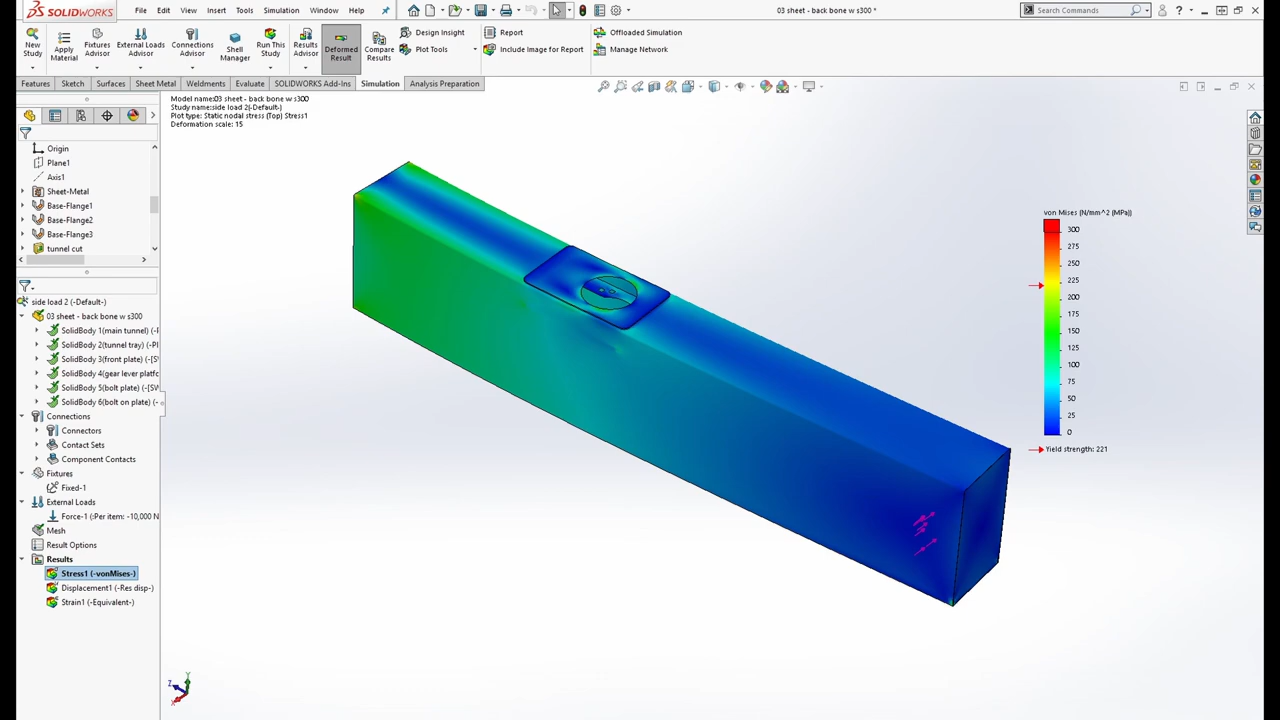 SOLIDWORKS
File Edit View Insert Tools Simulation Window Help
03 sheet - back bone w s300 *
Search Commands
New Study
Apply Material
Fixtures Advisor
External Loads Advisor
Connections Advisor
Shell Manager
Run This Study
Results Advisor
Deformed Result
Compare Results
Design Insight
Plot Tools
Report
Include Image for Report
Offloaded Simulation
Manage Network
Features Sketch Surfaces Sheet Metal Weldments Evaluate SOLIDWORKS Add-Ins Simulation Analysis Preparation
Model name:03 sheet - back bone w s300
Study name:side load 2(-Default-)
Plot type: Static nodal stress (Top) Stress1
Deformation scale: 15
Origin
Plane1
Axis1
Sheet-Metal
Base-Flange1
Base-Flange2
Base-Flange3
tunnel cut
side load 2 (-Default-)
03 sheet - back bone w s300
SolidBody 1(main tunnel) (-[
SolidBody 2(tunnel tray) (-[
SolidBody 3(front plate) (-[SW
SolidBody 4(gear lever platfc
SolidBody 5(bolt plate) (-[SW
SolidBody 6(bolt on plate) (-
Connections
Connectors
Contact Sets
Component Contacts
Fixtures
Fixed-1
External Loads
Force-1 (:Per item: -10,000 N
Mesh
Result Options
Results
Stress1 (-vonMises-)
Displacement1 (-Res disp-)
Strain1 (-Equivalent-)
von Mises (N/mm^2 (MPa))
300
275
250
225
200
175
150
125
100
75
50
25
0
Yield strength: 221
Y
Z
X